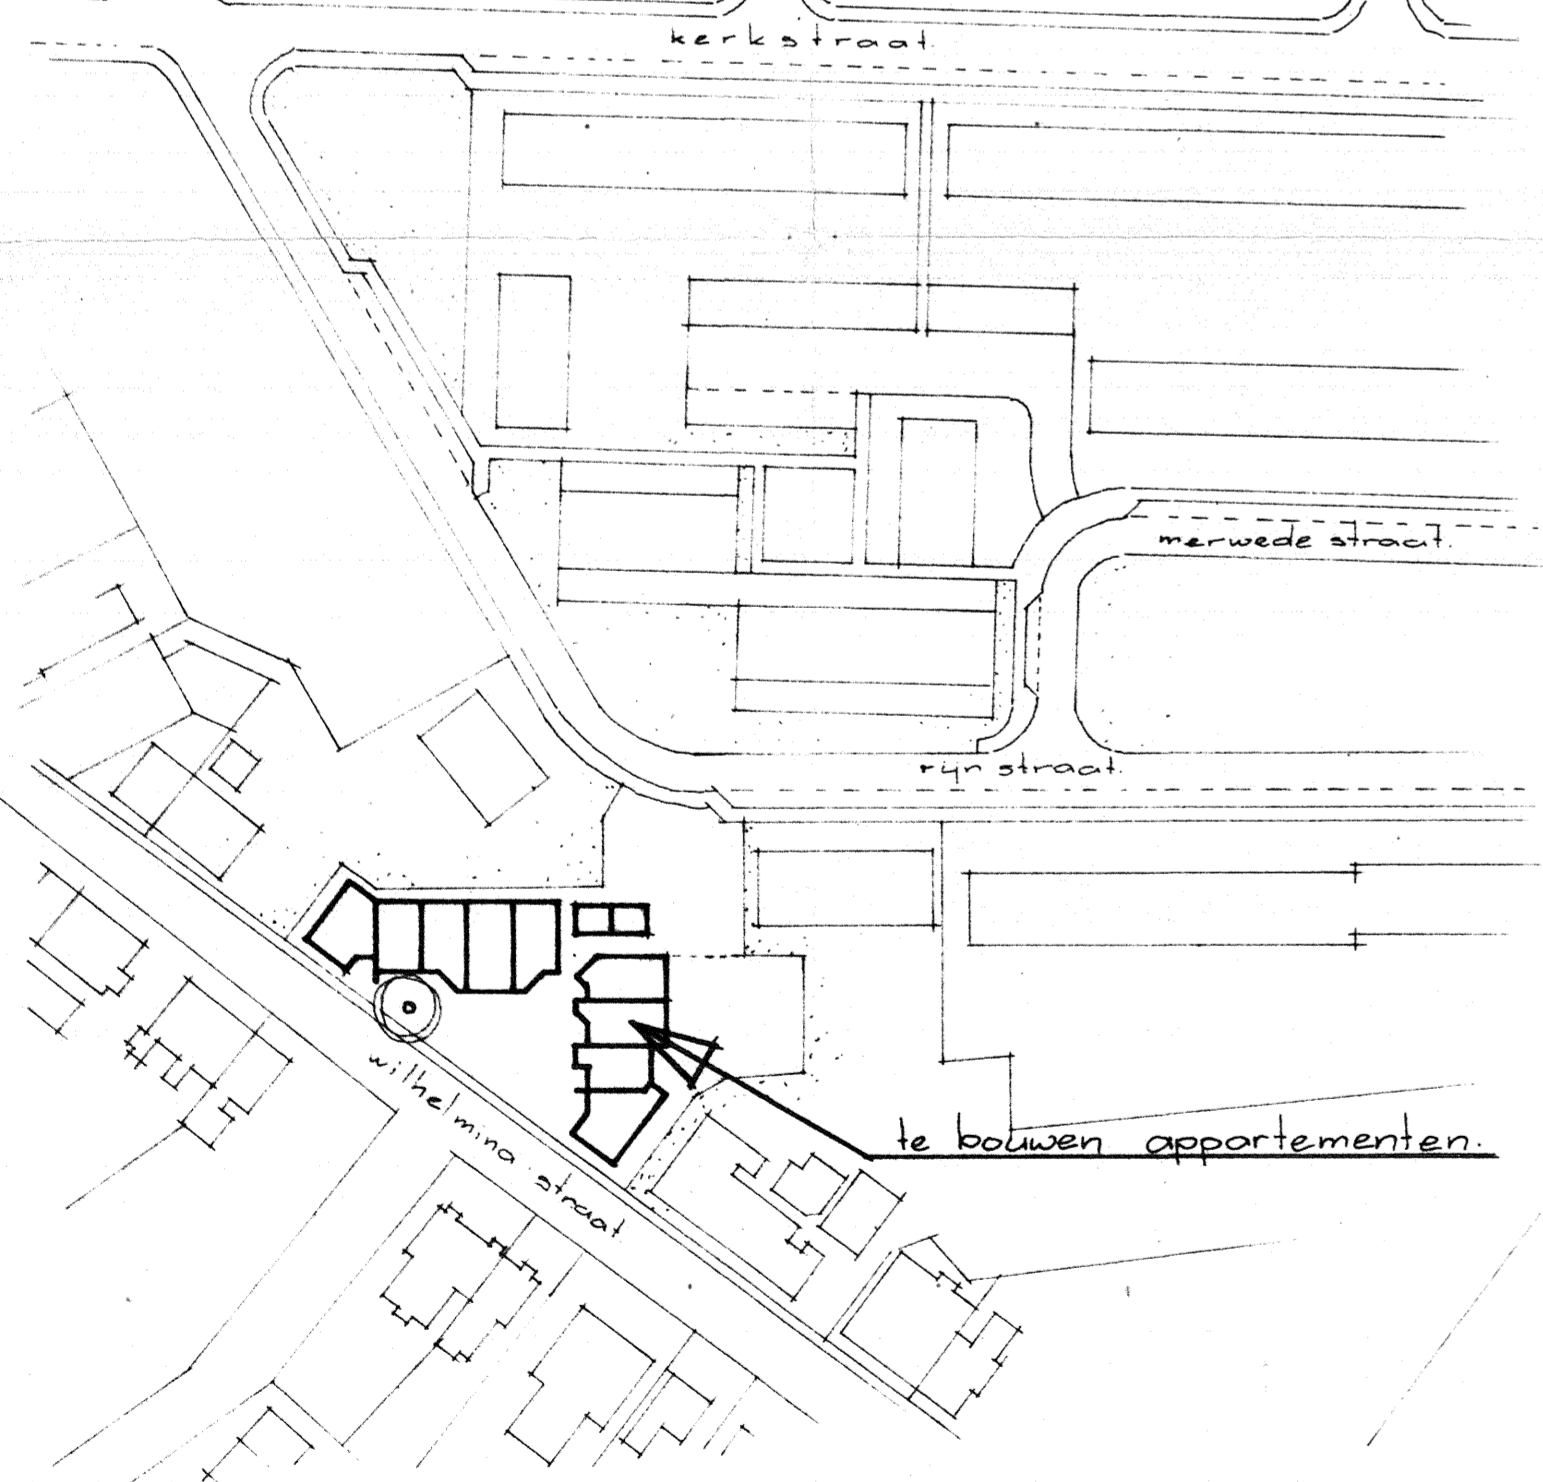 kerkstraat.
merwede straat.
rijn straat.
wilhelmina straat
te bouwen appartementen.